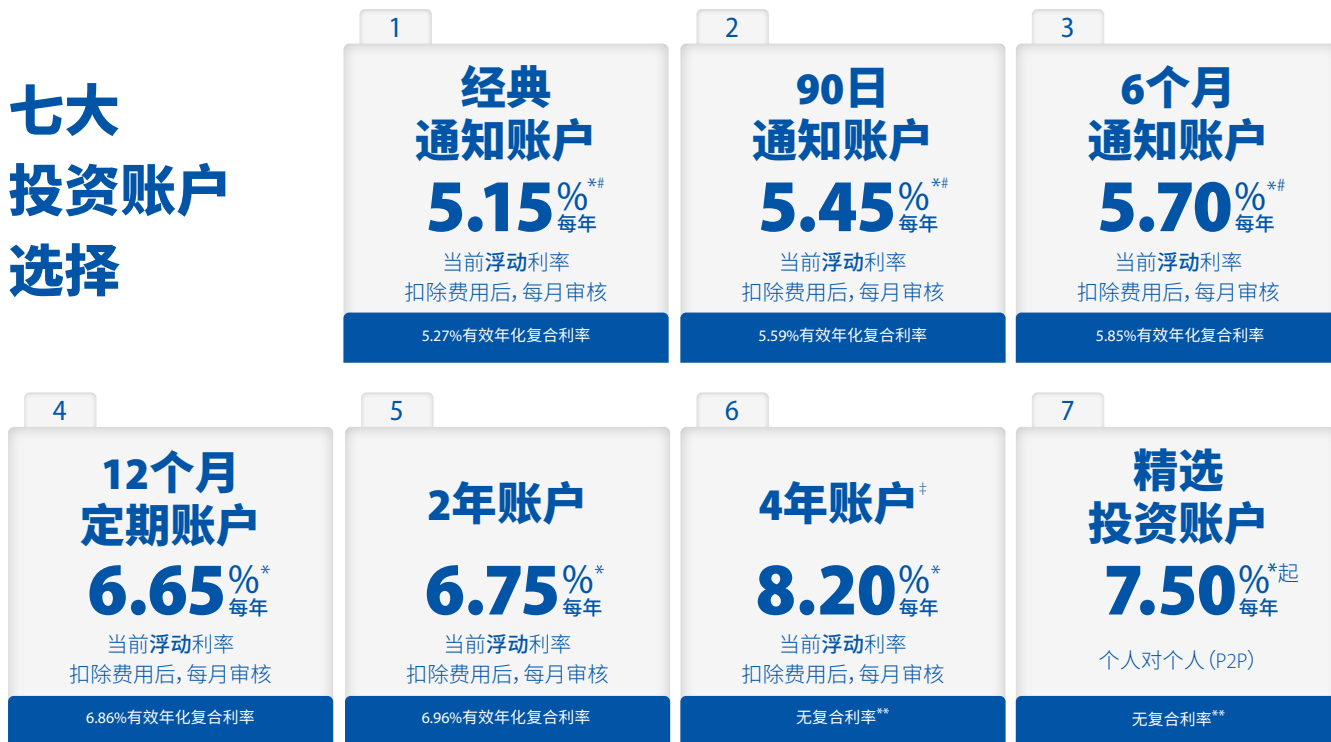 七大
投资账户
选择
1
经典
通知账户
5.15%*#
每年
当前浮动利率
扣除费用后，每月审核
5.27%有效年化复合利率
2
90日
通知账户
5.45%*#
每年
当前浮动利率
扣除费用后，每月审核
5.59%有效年化复合利率
3
6个月
通知账户
5.70%*#
每年
当前浮动利率
扣除费用后，每月审核
5.85%有效年化复合利率
4
12个月
定期账户
6.65%*
每年
当前浮动利率
扣除费用后，每月审核
6.86%有效年化复合利率
5
2年账户
6.75%*
每年
当前浮动利率
扣除费用后，每月审核
6.96%有效年化复合利率
6
4年账户‡
8.20%*
每年
当前浮动利率
扣除费用后，每月审核
无复合利率**
7
精选
投资账户
7.50%*起
每年
个人对个人（P2P）
无复合利率**